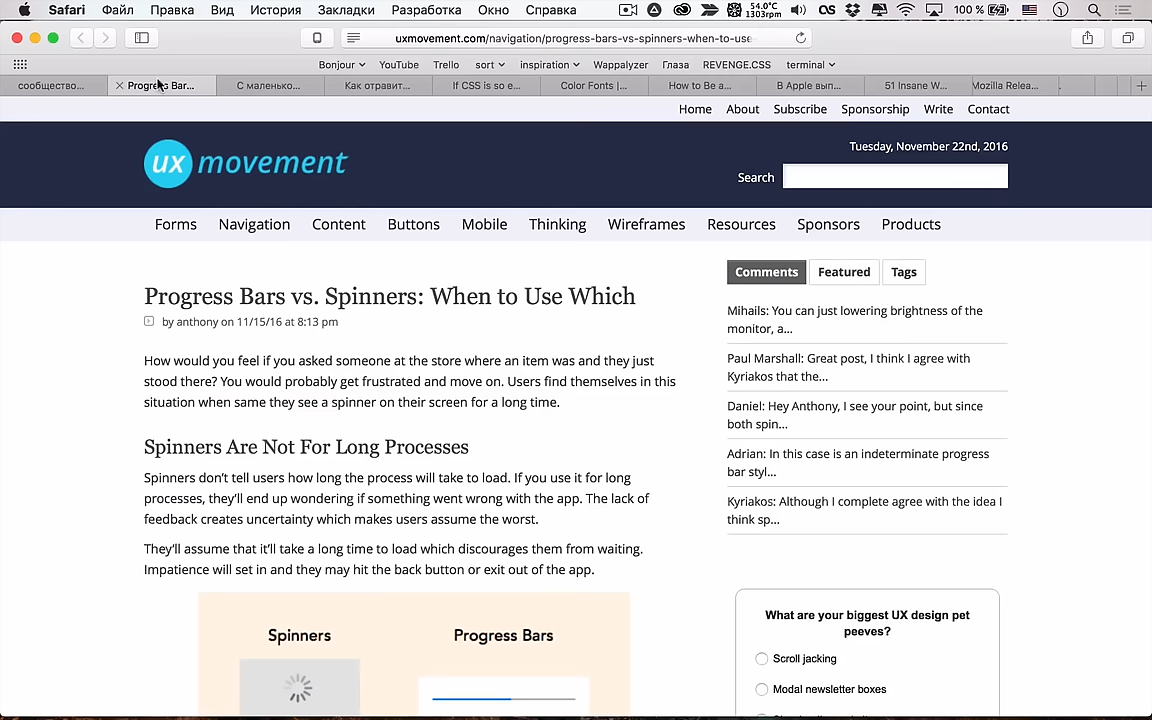 Safari Файл Правка Вид История Закладки Разработка Окно Справка 54.0°C 1303rpm 100 %
uxmovement.com/navigation/progress-bars-vs-spinners-when-to-use
Bonjour YouTube Trello sort inspiration Wappalyzer Глаза REVENGE.CSS terminal
сообщество... Progress Bar... С маленько... Как отравит... If CSS is so e... Color Fonts |... How to Be a... В Apple вып... 51 Insane W... Mozilla Relea...
Home About Subscribe Sponsorship Write Contact
ux movement
Tuesday, November 22nd, 2016
Search
Forms Navigation Content Buttons Mobile Thinking Wireframes Resources Sponsors Products
Progress Bars vs. Spinners: When to Use Which
by anthony on 11/15/16 at 8:13 pm
How would you feel if you asked someone at the store where an item was and they just
stood there? You would probably get frustrated and move on. Users find themselves in this
situation when same they see a spinner on their screen for a long time.
Spinners Are Not For Long Processes
Spinners don't tell users how long the process will take to load. If you use it for long
processes, they'll end up wondering if something went wrong with the app. The lack of
feedback creates uncertainty which makes users assume the worst.
They'll assume that it'll take a long time to load which discourages them from waiting.
Impatience will set in and they may hit the back button or exit out of the app.
Spinners Progress Bars
Comments Featured Tags
Mihails: You can just lowering brightness of the
monitor, a...
Paul Marshall: Great post, I think I agree with
Kyriakos that the...
Daniel: Hey Anthony, I see your point, but since
both spin...
Adrian: In this case is an indeterminate progress
bar styl...
Kyriakos: Although I complete agree with the idea I
think sp...
What are your biggest UX design pet
peeves?
Scroll jacking
Modal newsletter boxes